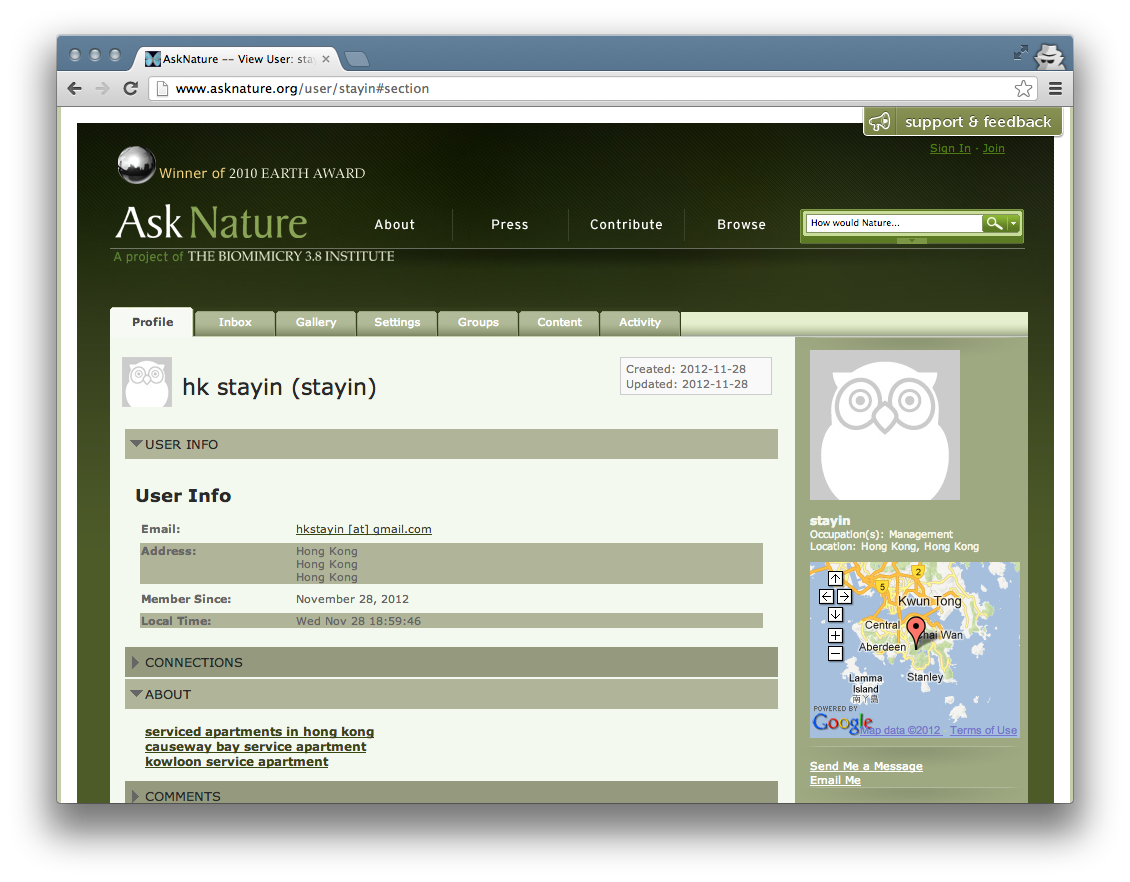 AskNature -- View User: sta
www.asknature.org/user/stayin#section
support & feedback
Sign In · Join
Winner of 2010 EARTH AWARD
Ask Nature
About
Press
Contribute
Browse
How would Nature...
A project of THE BIOMIMICRY 3.8 INSTITUTE
Profile
Inbox
Gallery
Settings
Groups
Content
Activity
hk stayin (stayin)
Created: 2012-11-28
Updated: 2012-11-28
USER INFO
User Info
Email: hkstayin [at] gmail.com
Address: Hong Kong
Hong Kong
Hong Kong
Member Since: November 28, 2012
Local Time: Wed Nov 28 18:59:46
CONNECTIONS
ABOUT
serviced apartments in hong kong
causeway bay service apartment
kowloon service apartment
COMMENTS
stayin
Occupation(s): Management
Location: Hong Kong, Hong Kong
2
5
Kwun Tong
Central
hai Wan
Aberdeen
Lamma
Island
Stanley
POWERED BY
Google
Map data ©2012 Terms of Use
Send Me a Message
Email Me